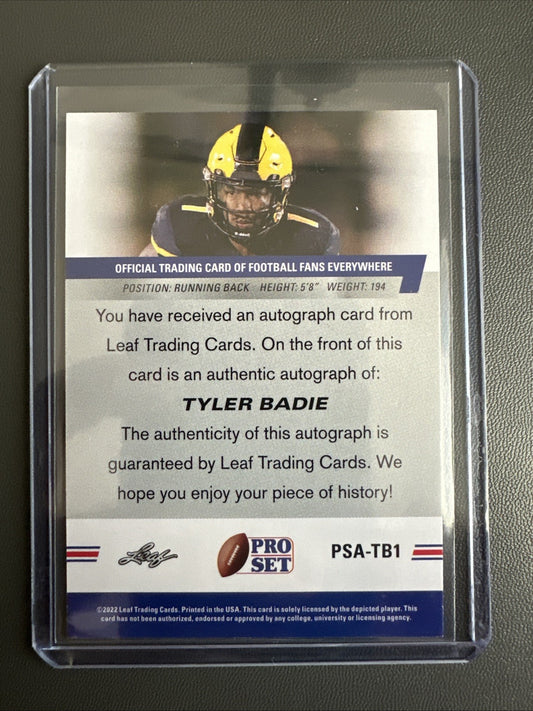 OFFICIAL TRADING CARD OF FOOTBALL FANS EVERYWHERE
POSITION: RUNNING BACK HEIGHT: 5'8" WEIGHT: 194
You have received an autograph card from
Leaf Trading Cards. On the front of this
card is an authentic autograph of:
TYLER BADIE
The authenticity of this autograph is
guaranteed by Leaf Trading Cards. We
hope you enjoy your piece of history!
Leaf
PRO
SET
PSA-TB1
©2022 Leaf Trading Cards. Printed in the USA. This card is solely licensed by the depicted player. This
card has not been authorized, endorsed or approved by any college, university or licensing agency.